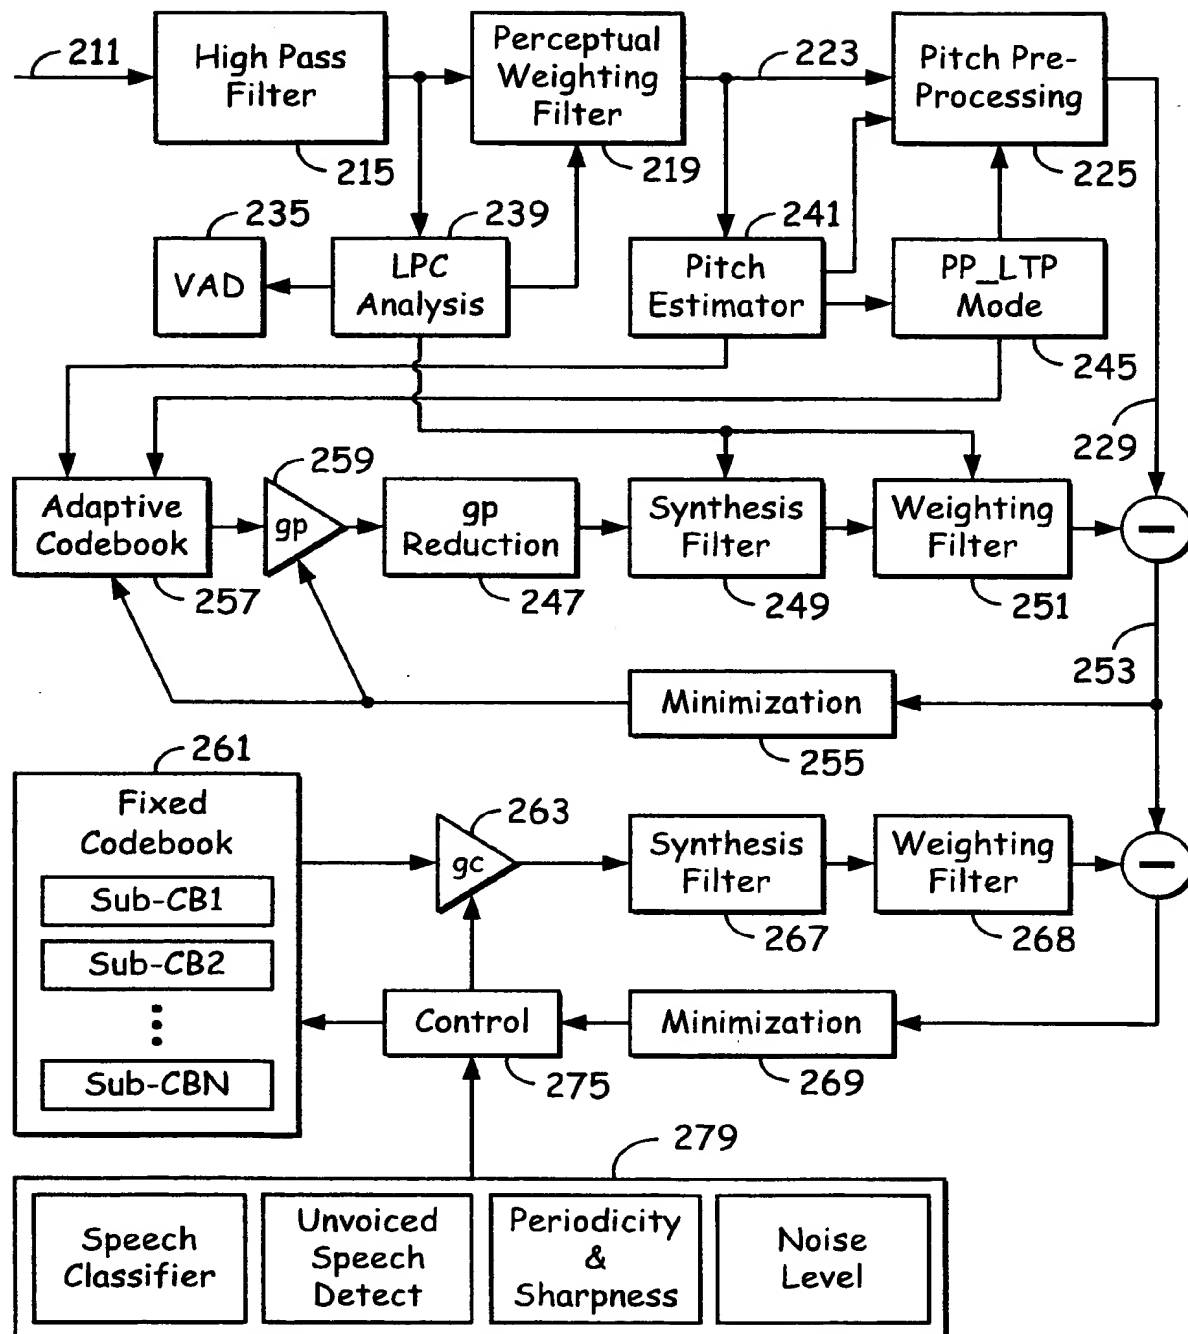 211
High Pass
Filter
215
Perceptual
Weighting
Filter
219
223
Pitch Pre-
Processing
225
235
VAD
239
LPC
Analysis
241
Pitch
Estimator
PP_LTP
Mode
245
229
Adaptive
Codebook
257
259
gp
gp
Reduction
247
Synthesis
Filter
249
Weighting
Filter
251
253
Minimization
255
261
Fixed
Codebook
Sub-CB1
Sub-CB2
Sub-CBN
263
gc
Synthesis
Filter
267
Weighting
Filter
268
Control
275
Minimization
269
279
Speech
Classifier
Unvoiced
Speech
Detect
Periodicity
&
Sharpness
Noise
Level